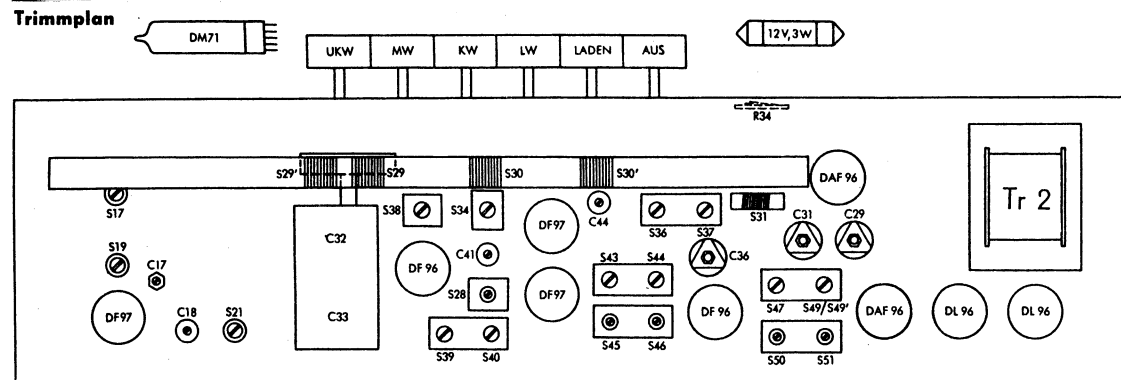 Trimmplan
DM71
12V,3W
UKW MW KW LW LADEN AUS
R34
S29' S29 S30 S30'
DAF 96
Tr 2
S17
S38 S34 C44 S36 S37 S31 C31 C29
DF97
C32
C41
C36
S19
C17
DF 96
S43 S44
S28
DF97
S47 S49/S49'
DF97
C18 S21
C33
DF 96
DAF 96
DL 96
DL 96
S39 S40
S45 S46
S50 S51